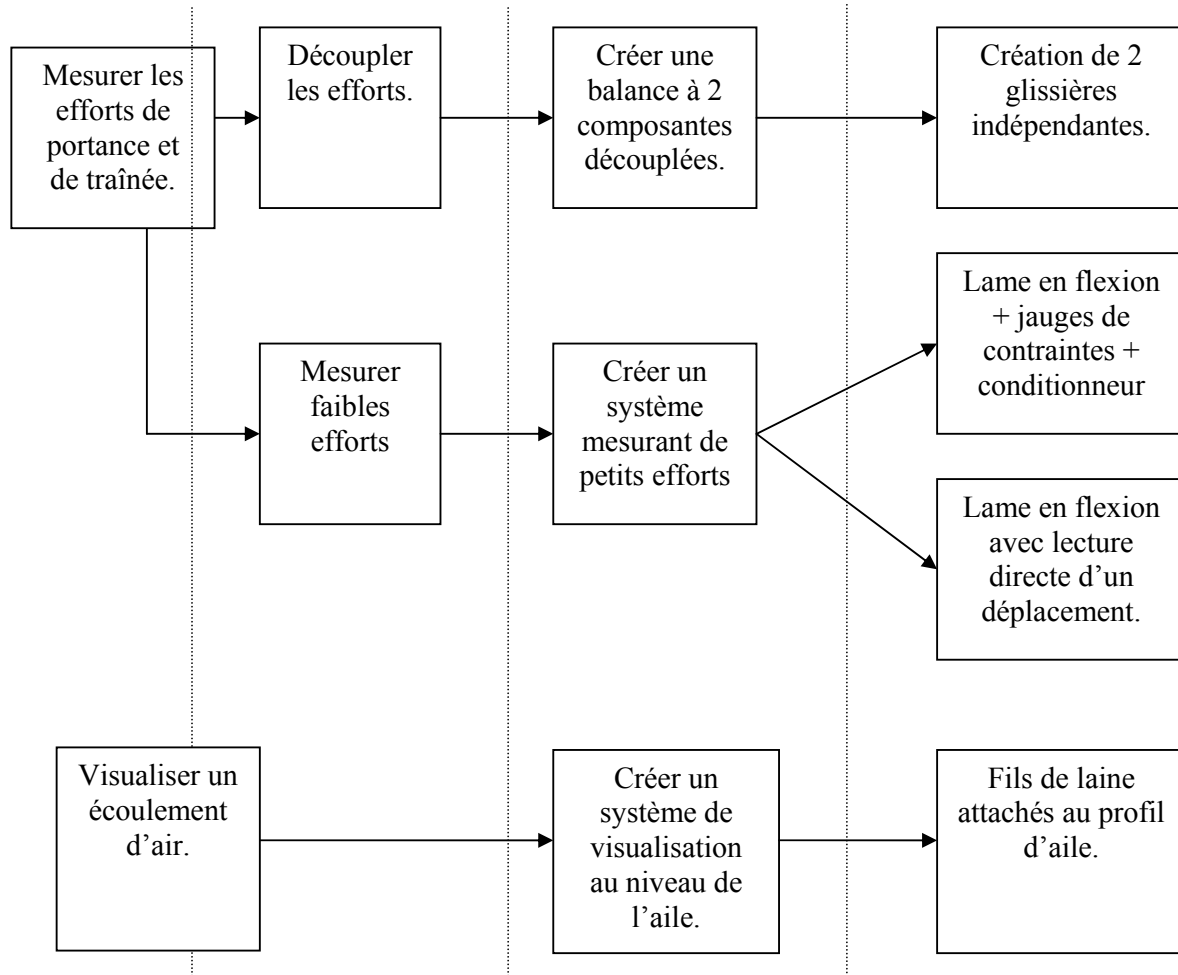 Mesurer les
efforts de
portance et
de traînée.
Découpler
les efforts.
Créer une
balance à 2
composantes
découplées.
Création de 2
glissières
indépendantes.
Mesurer
faibles
efforts
Créer un
système
mesurant de
petits efforts
Lame en flexion
+ jauges de
contraintes +
conditionneur
Lame en flexion
avec lecture
directe d’un
déplacement.
Visualiser un
écoulement
d’air.
Créer un
système de
visualisation
au niveau de
l’aile.
Fils de laine
attachés au profil
d’aile.